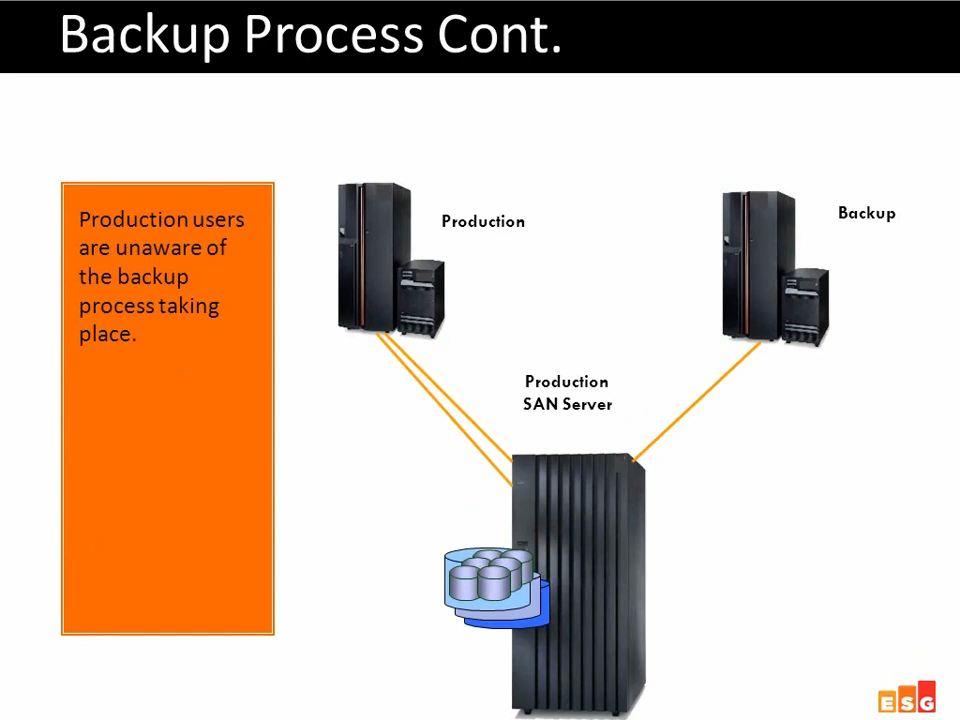 Backup Process Cont.
Production users
are unaware of
the backup
process taking
place.
Production
Backup
Production
SAN Server
ESG